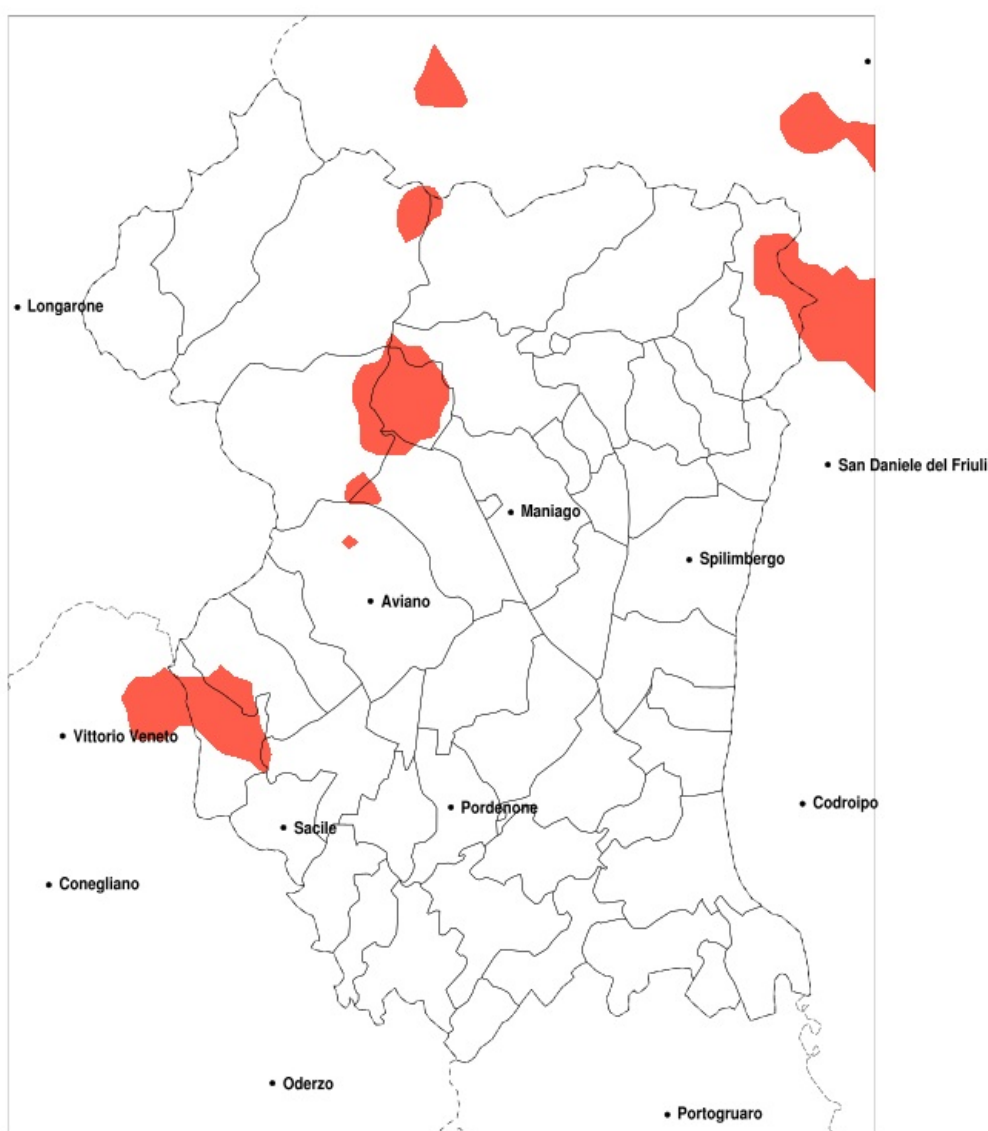 Longarone
San Daniele del Friuli
Maniago
Spilimbergo
Aviano
Vittorio Veneto
Codroipo
Pordenone
Sacile
Conegliano
Oderzo
Portogruaro